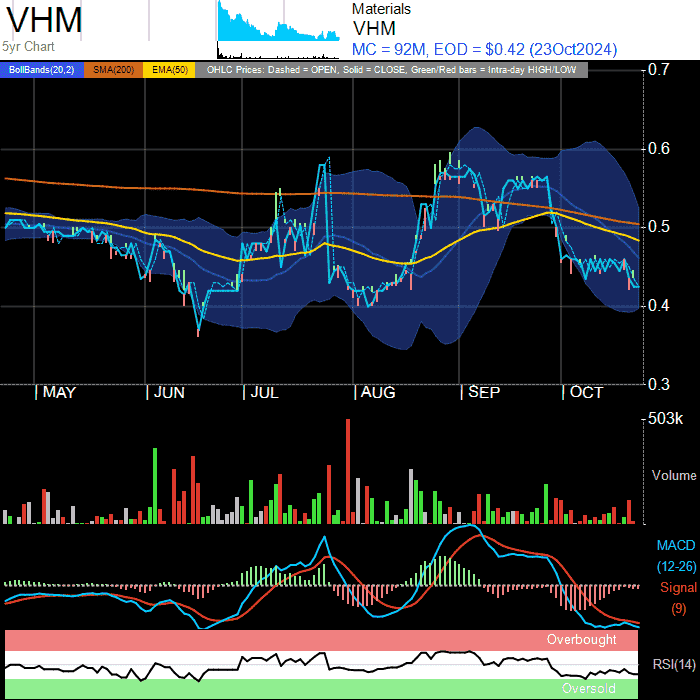 VHM
5yr Chart
Materials
VHM
MC = 92M, EOD = $0.42 (23Oct2024)
BollBands(20,2) SMA(200) EMA(50) OHLC Prices: Dashed = OPEN, Solid = CLOSE, Green/Red bars = Intra-day HIGH/LOW
0.7
0.6
0.5
0.4
0.3
MAY JUN JUL AUG SEP OCT
503k
Volume
MACD
(12-26)
Signal
(9)
Overbought
RSI(14)
Oversold